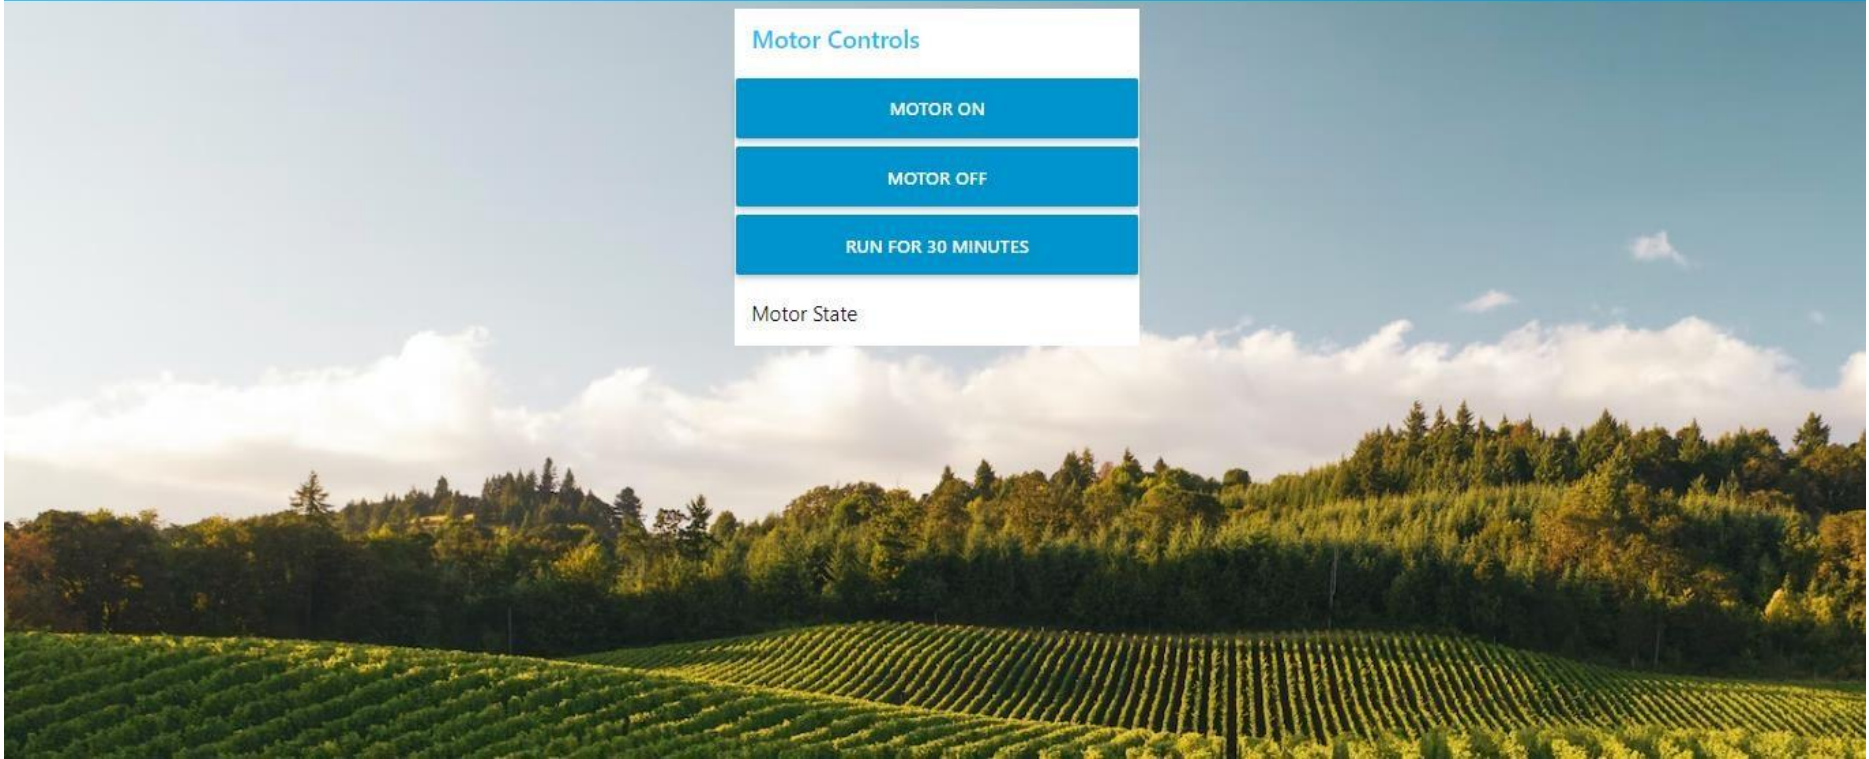 Motor Controls
MOTOR ON
MOTOR OFF
RUN FOR 30 MINUTES
Motor State